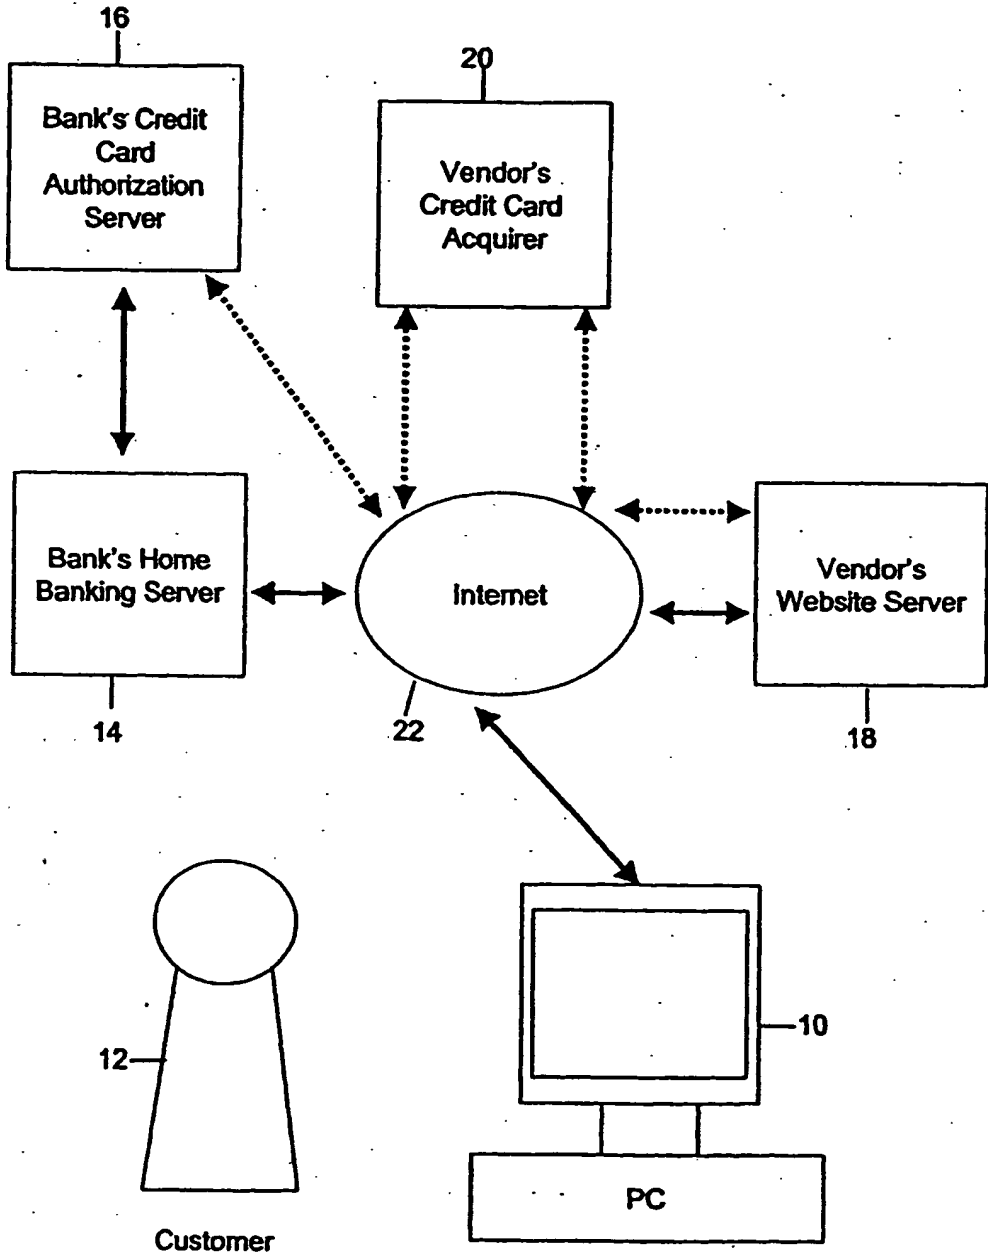 16
20
Bank's Credit
Card
Authorization
Server
Vendor's
Credit Card
Acquirer
Bank's Home
Banking Server
Internet
Vendor's
Website Server
14
22
18
10
12
PC
Customer